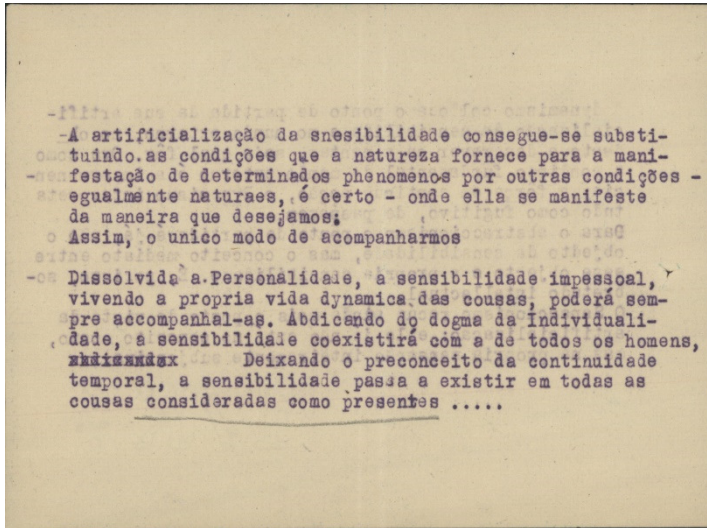 A artificialização da snesibilidade consegue-se substi-
tuindo.as condições que a natureza fornece para a mani-
festação de determinados phenomenos por outras condições -
egualmente naturaes, é certo - onde ella se manifeste
da maneira que desejamos;
Assim, o unico modo de acompanharmos
Dissolvida a Personalidade, a sensibilidade impessoal,
vivendo a propria vida dynamica das cousas, poderá sem-
pre accompanhal-as. Abdicando do dogma da Individuali-
dade, a sensibilidade coexistirá com a de todos os homens,
Deixando o preconceito da continuidade
temporal, a sensibilidade passa a existir em todas as
cousas consideradas como presentes .....